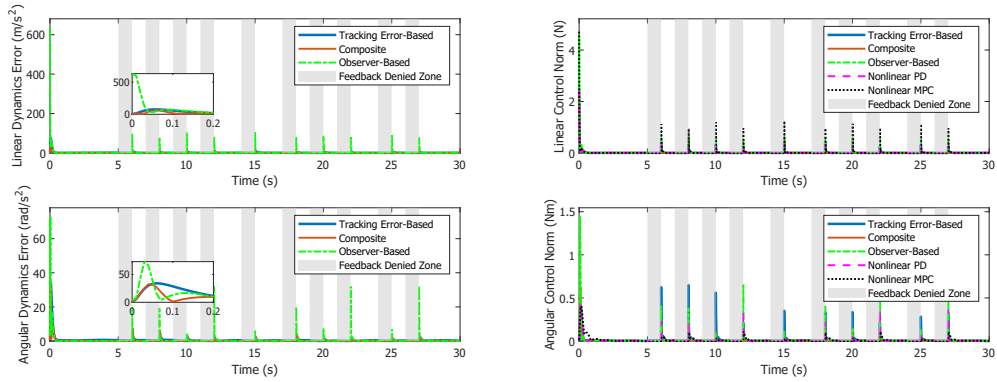 Linear Dynamics Error (m/s²)
600
400
200
0
500
0
0 0.1 0.2
Tracking Error-Based
Composite
Observer-Based
Feedback Denied Zone
0 5 10 15 20 25 30
Time (s)
Linear Control Norm (N)
4
2
0
Tracking Error-Based
Composite
Observer-Based
Nonlinear PD
Nonlinear MPC
Feedback Denied Zone
0 5 10 15 20 25 30
Time (s)
Angular Dynamics Error (rad/s²)
60
40
20
0
50
0
0 0.1 0.2
Tracking Error-Based
Composite
Observer-Based
Feedback Denied Zone
0 5 10 15 20 25 30
Time (s)
Angular Control Norm (Nm)
1.5
1
0.5
0
Tracking Error-Based
Composite
Observer-Based
Nonlinear PD
Nonlinear MPC
Feedback Denied Zone
0 5 10 15 20 25 30
Time (s)